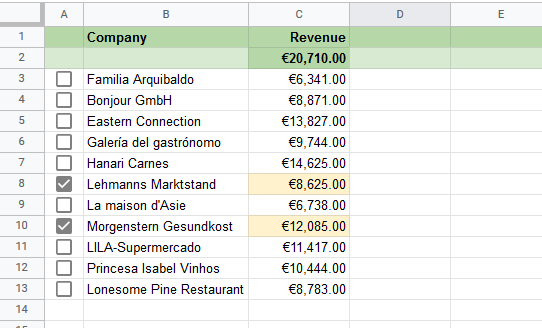 A B C D E
1 Company Revenue
2 €20,710.00
3 Familia Arquibaldo €6,341.00
4 Bonjour GmbH €8,871.00
5 Eastern Connection €13,827.00
6 Galería del gastrónomo €9,744.00
7 Hanari Carnes €14,625.00
8 Lehmanns Marktstand €8,625.00
9 La maison d'Asie €6,738.00
10 Morgenstern Gesundkost €12,085.00
11 LILA-Supermercado €11,417.00
12 Princesa Isabel Vinhos €10,444.00
13 Lonesome Pine Restaurant €8,783.00
14
15